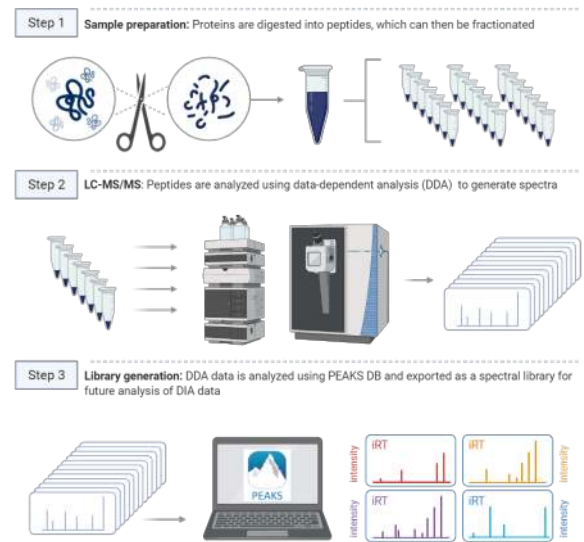 Step 1
Sample preparation: Proteins are digested into peptides, which can then be fractionated
Step 2
LC-MS/MS: Peptides are analyzed using data-dependent analysis (DDA) to generate spectra
Step 3
Library generation: DDA data is analyzed using PEAKS DB and exported as a spectral library for
future analysis of DIA data
PEAKS
intensity
iRT
iRT
intensity
intensity
iRT
iRT
intensity